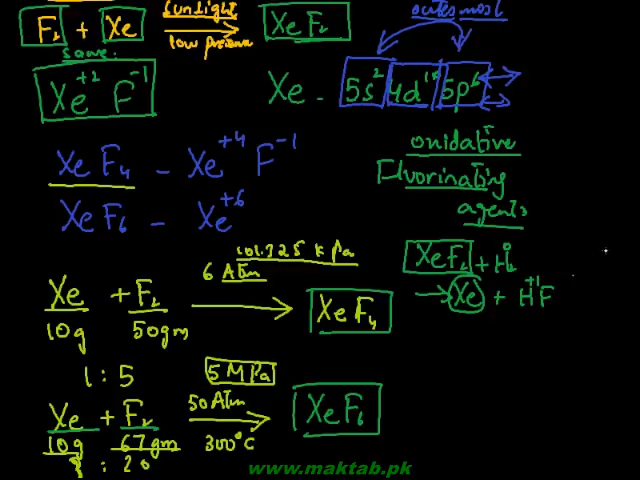 F₂ + Xe sunlight low pressure XeF₂
same.
Xe⁺² F⁻¹
outermost
Xe - 5s² 4d¹⁰ 5p⁶
XeF₄ - Xe⁺⁴ F⁻¹
XeF₆ - Xe⁺⁶
oxidative
Fluorinating
agents
XeF₂ + H₂⁰
→ Xe + H⁺¹F
101.325 kPa
6 Atm
Xe + F₂ → XeF₄
10g 50gm
1 : 5
5 MPa
Xe + F₂ 50 Atm 300°C XeF₆
10g 67gm
: 20
www.maktab.pk